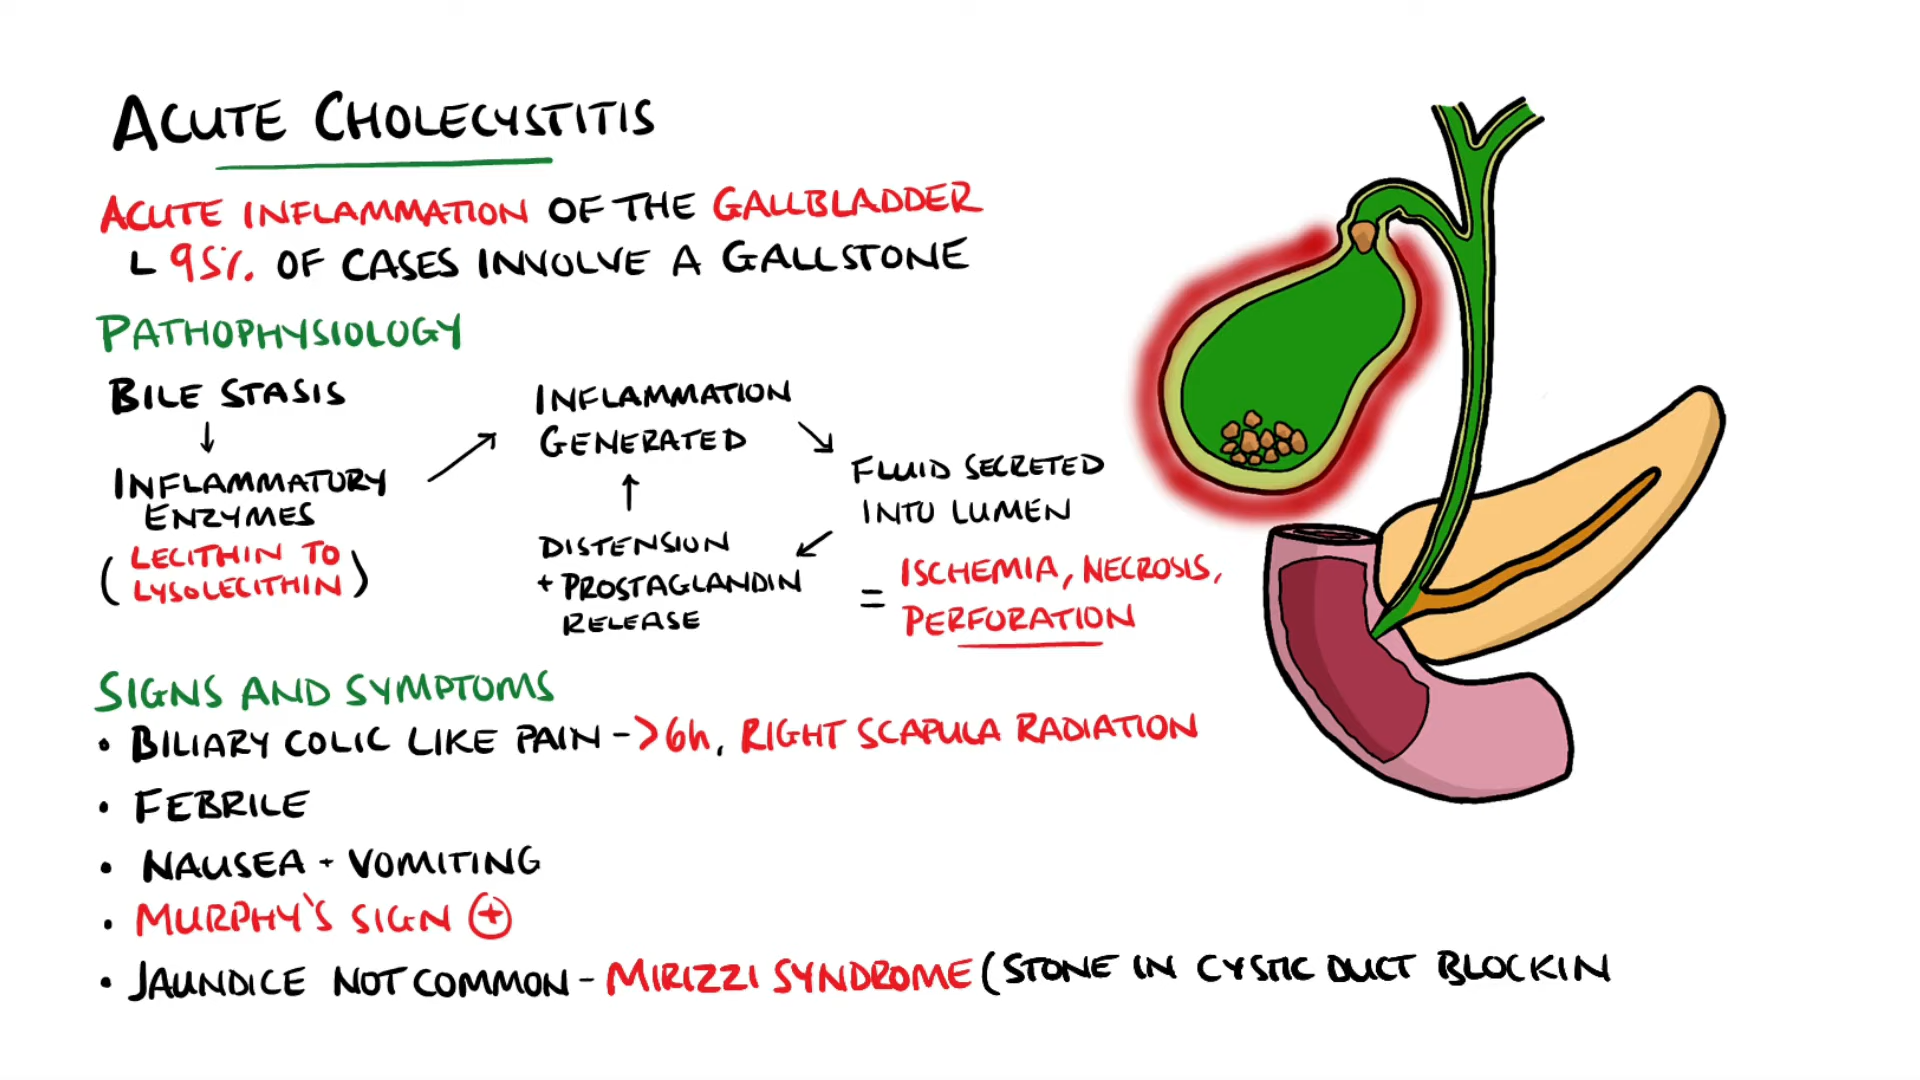 ACUTE CHOLECYSTITIS
ACUTE INFLAMMATION OF THE GALLBLADDER
└ 95% OF CASES INVOLVE A GALLSTONE
PATHOPHYSIOLOGY
BILE STASIS
↓
INFLAMMATORY
ENZYMES
(LECITHIN TO
LYSOLECITHIN)
↗
INFLAMMATION
GENERATED
↘
FLUID SECRETED
INTO LUMEN
↙
DISTENSION
+ PROSTAGLANDIN
RELEASE
↑
= ISCHEMIA, NECROSIS,
PERFORATION
SIGNS AND SYMPTOMS
• BILIARY COLIC LIKE PAIN - >6h, RIGHT SCAPULA RADIATION
• FEBRILE
• NAUSEA + VOMITING
• MURPHY'S SIGN ⊕
• JAUNDICE NOT COMMON - MIRIZZI SYNDROME (STONE IN CYSTIC DUCT BLOCKIN